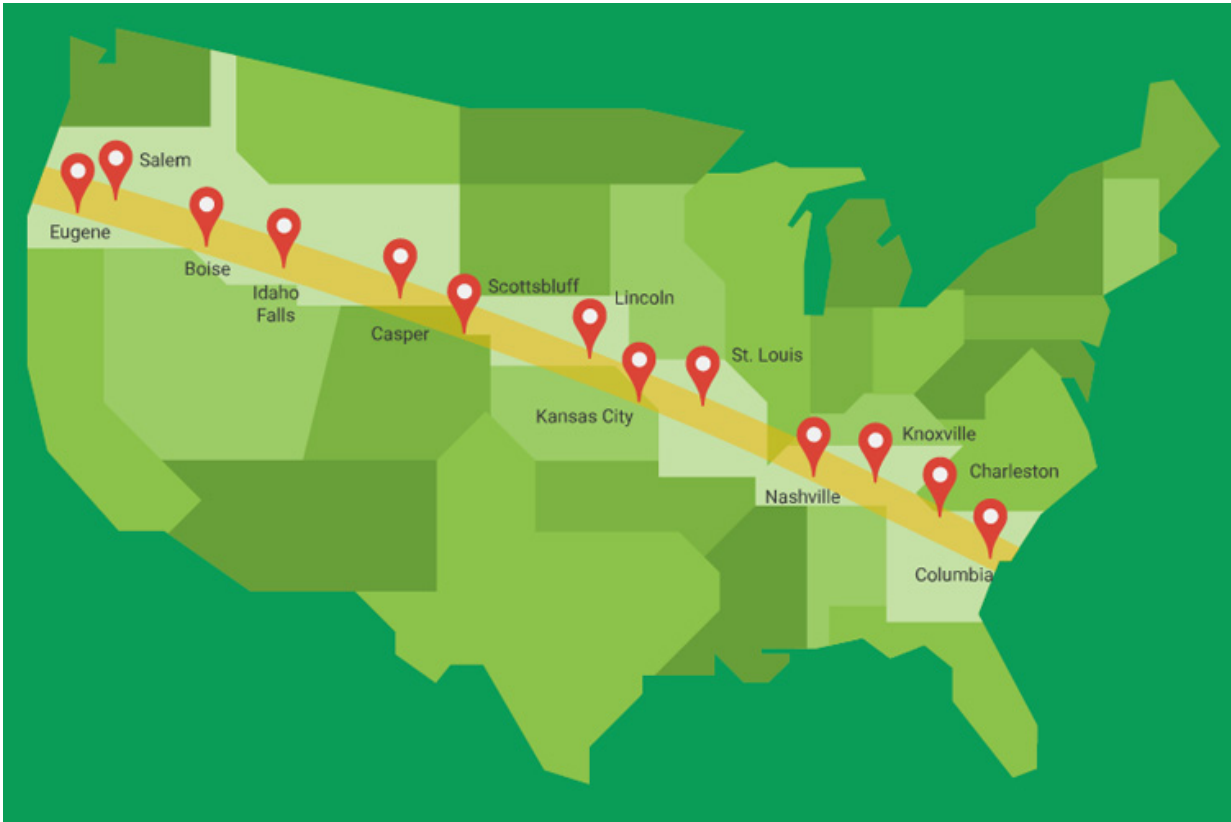 Salem
Eugene
Boise
Idaho
Falls
Casper
Scottsbluff
Lincoln
St. Louis
Kansas City
Knoxville
Nashville
Charleston
Columbia